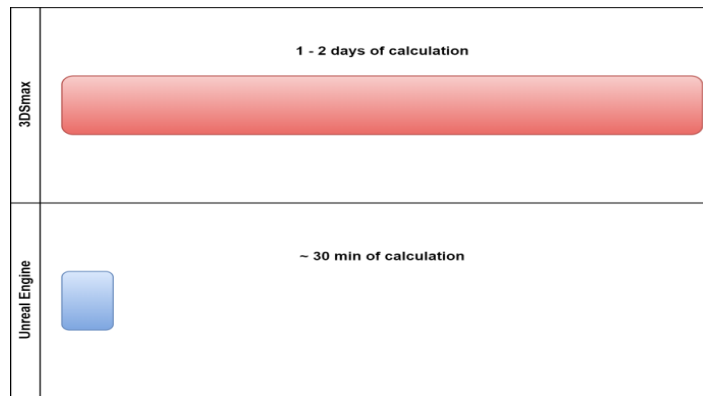 3DSmax
1 - 2 days of calculation
Unreal Engine
~ 30 min of calculation